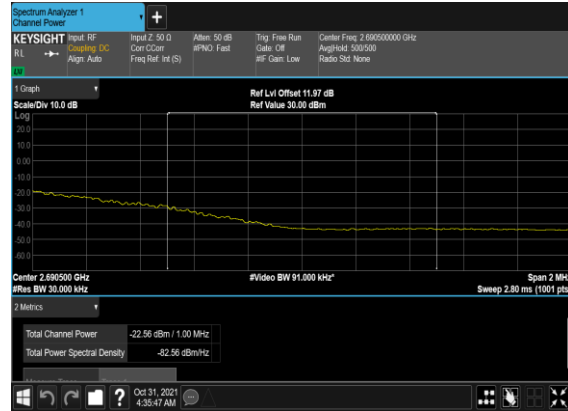 Spectrum Analyzer 1
Channel Power
KEYSIGHT Input: RF Input Z: 50 Ω Atten: 50 dB Trig: Free Run Center Freq: 2.690500000 GHz
RL Coupling: DC Corr CCorr #PNO: Fast Gate: Off Avg|Hold: 500/500
Align: Auto Freq Ref: Int (S) #IF Gain: Low Radio Std: None
LM
1 Graph
Ref Lvl Offset 11.97 dB
Scale/Div 10.0 dB Ref Value 30.00 dBm
Log
20.0
10.0
0.00
-10.0
-20.0
-30.0
-40.0
-50.0
-60.0
Center 2.690500 GHz #Video BW 91.000 kHz* Span 2 MHz
#Res BW 30.000 kHz Sweep 2.80 ms (1001 pts)
2 Metrics
Total Channel Power -22.56 dBm / 1.00 MHz
Total Power Spectral Density -82.56 dBm/Hz
?
Oct 31, 2021
4:35:47 AM